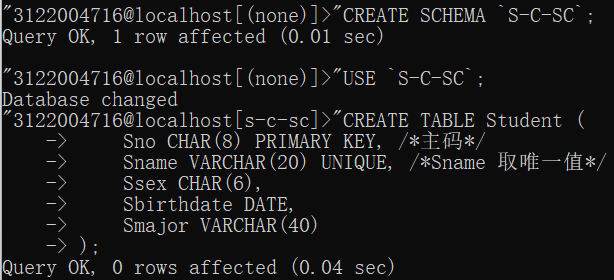 "3122004716@localhost[(none)]>"CREATE SCHEMA `S-C-SC`;
Query OK, 1 row affected (0.01 sec)
"3122004716@localhost[(none)]>"USE `S-C-SC`;
Database changed
"3122004716@localhost[s-c-sc]>"CREATE TABLE Student (
    ->     Sno CHAR(8) PRIMARY KEY, /*主码*/
    ->     Sname VARCHAR(20) UNIQUE, /*Sname 取唯一值*/
    ->     Ssex CHAR(6),
    ->     Sbirthdate DATE,
    ->     Smajor VARCHAR(40)
    -> );
Query OK, 0 rows affected (0.04 sec)